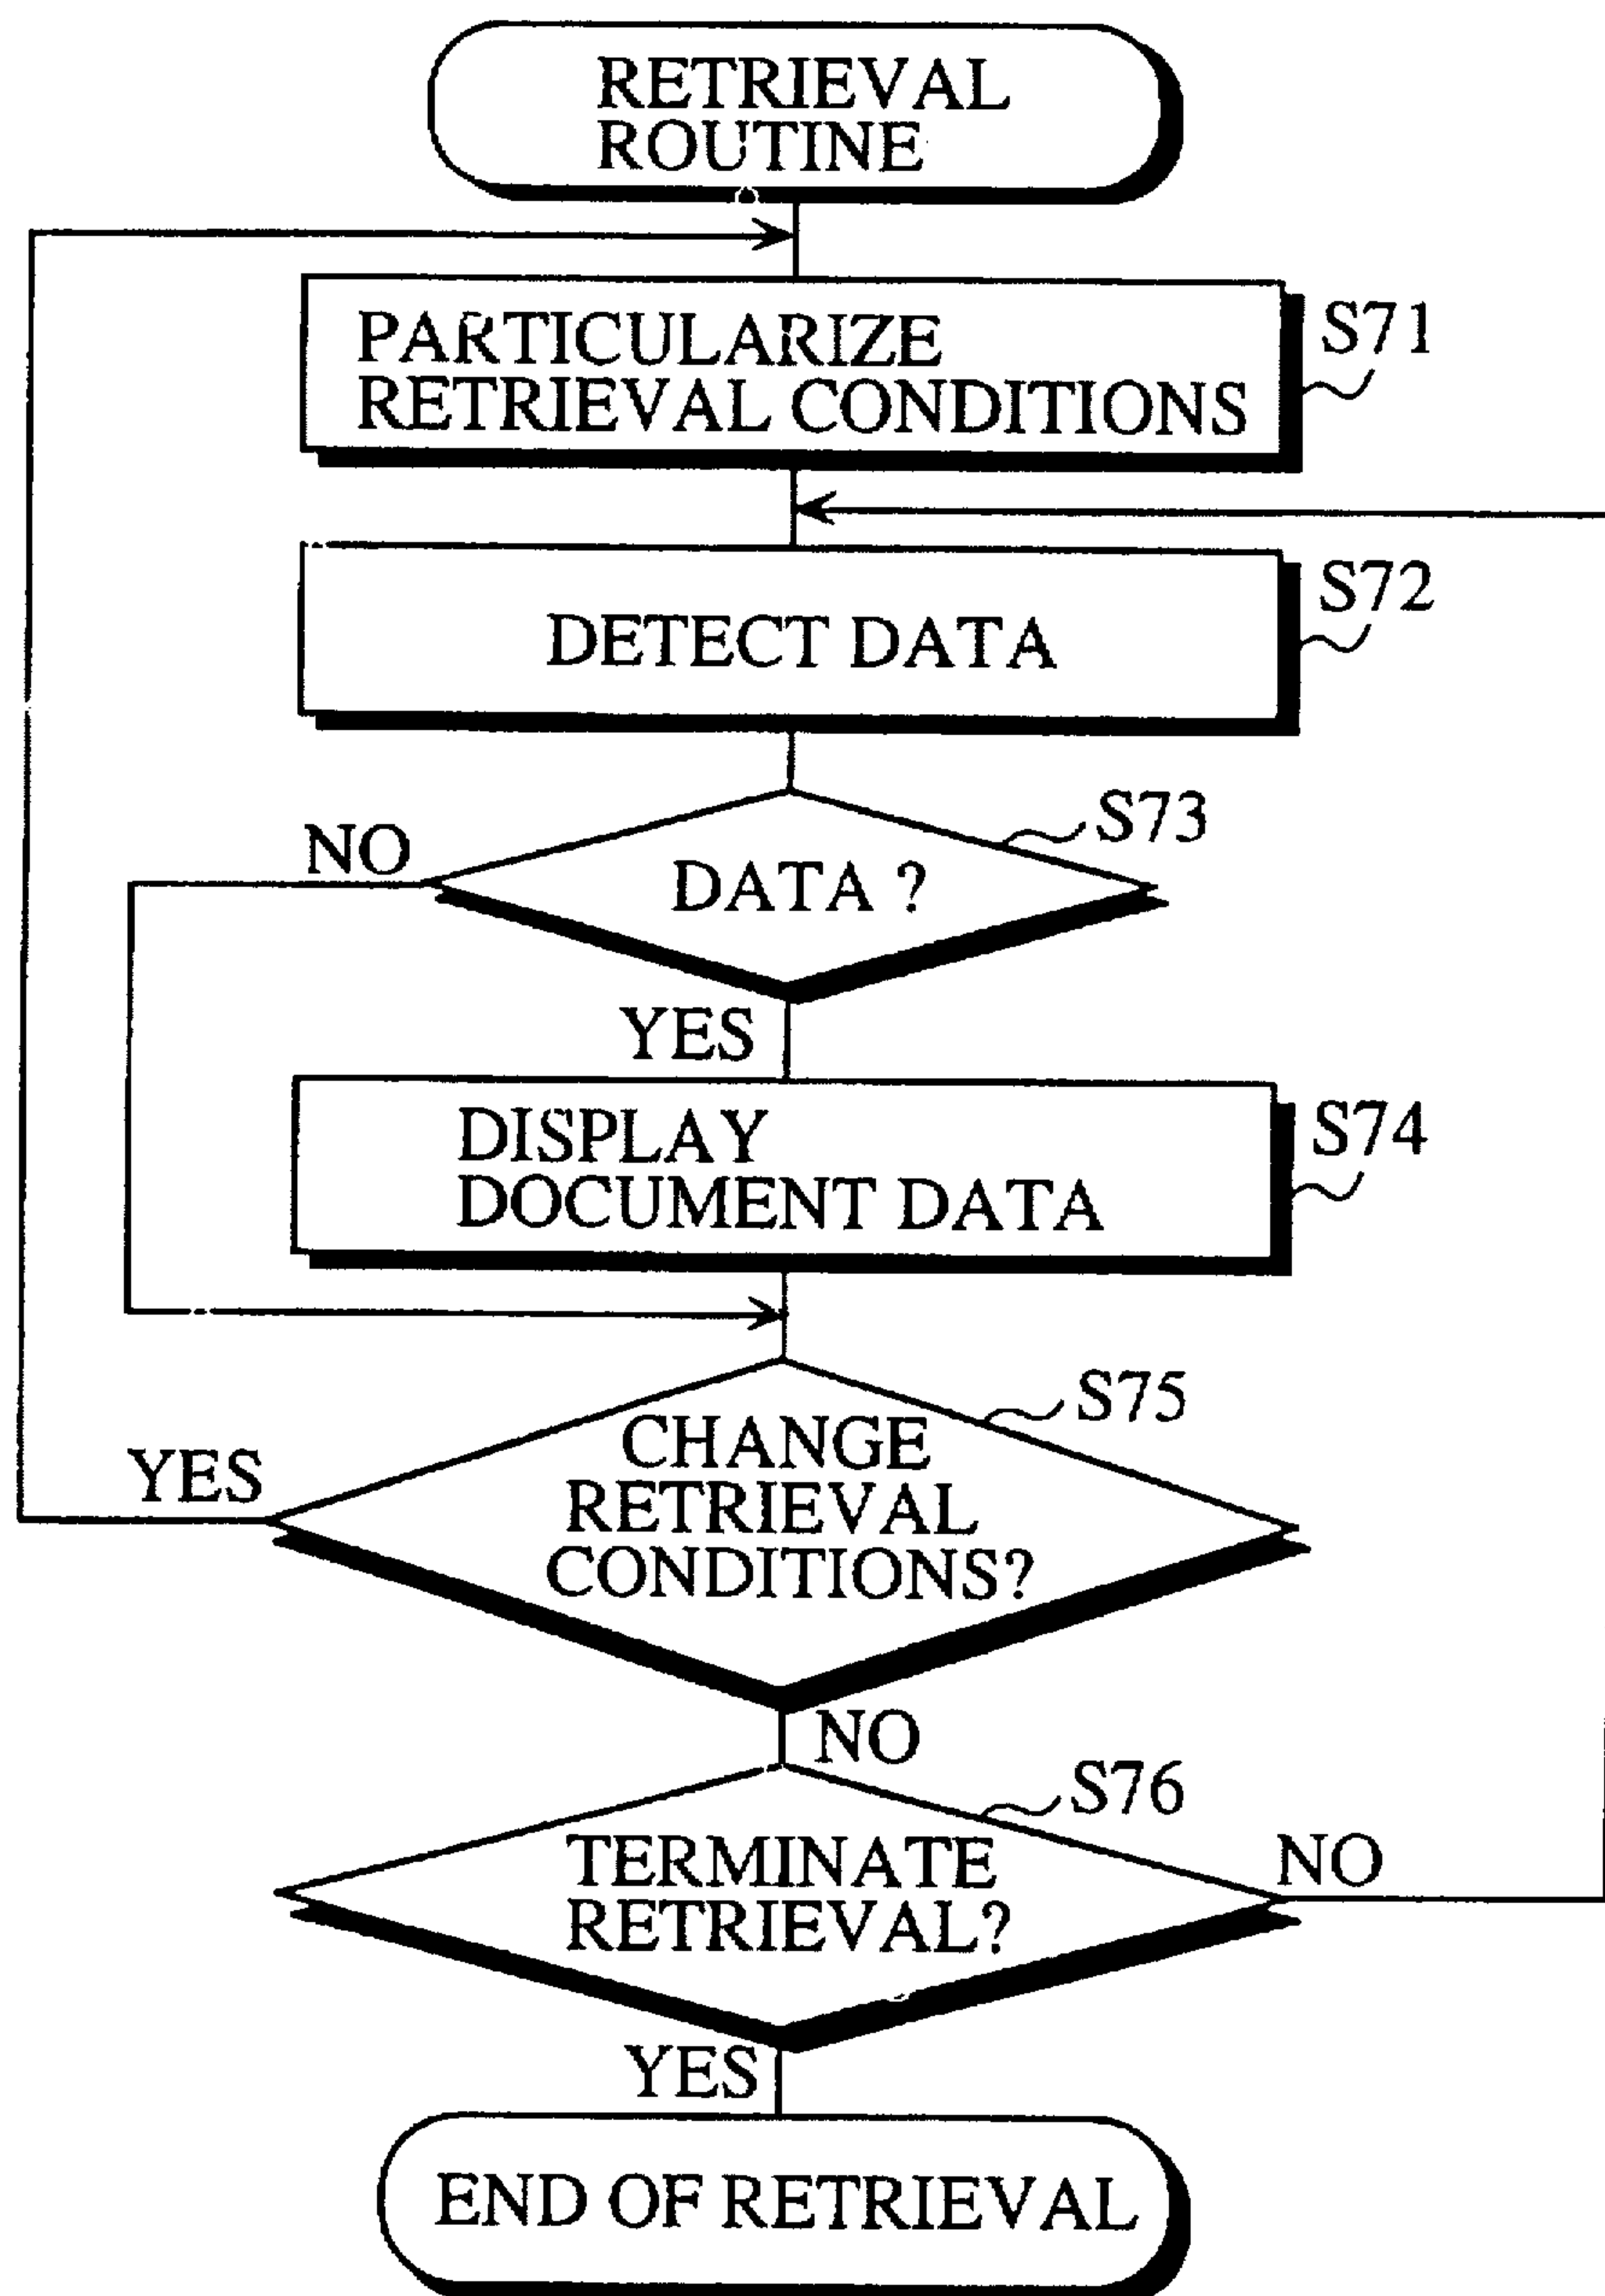 RETRIEVAL
ROUTINE
PARTICULARIZE
RETRIEVAL CONDITIONS
S71
DETECT DATA
S72
S73
NO
DATA ?
YES
DISPLAY
DOCUMENT DATA
S74
S75
YES
CHANGE
RETRIEVAL
CONDITIONS?
NO
S76
TERMINATE
RETRIEVAL?
NO
YES
END OF RETRIEVAL